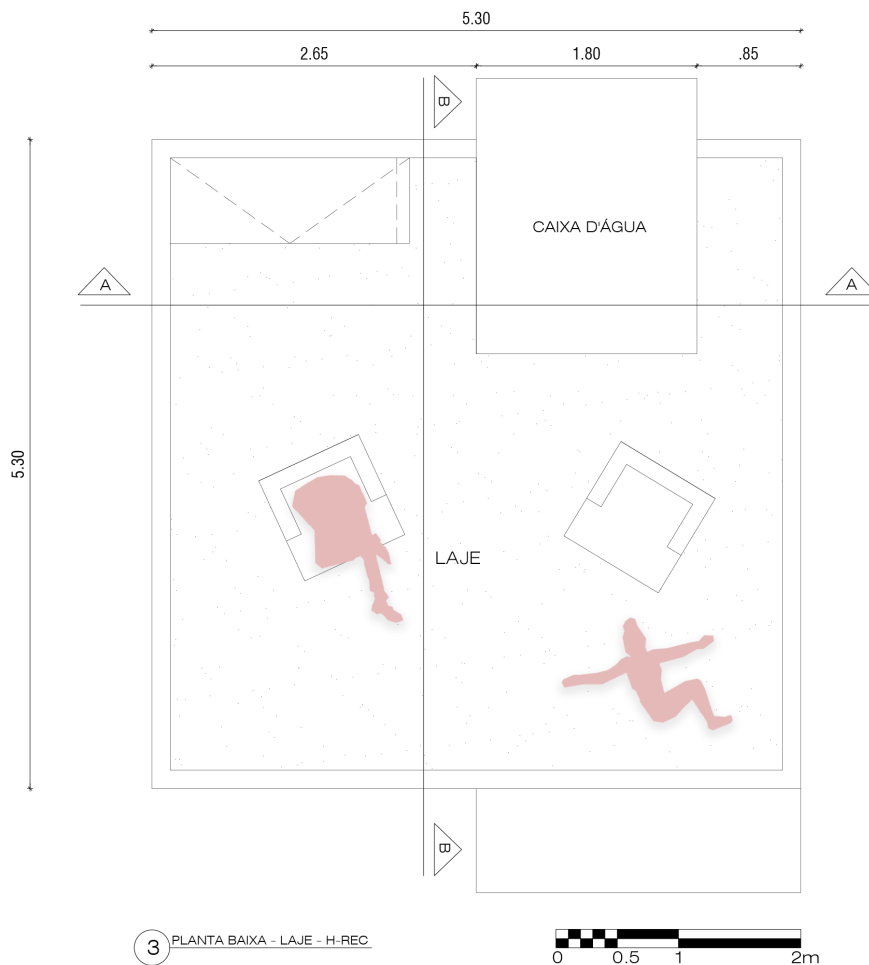 5.30
2.65 1.80 .85
B
CAIXA D'ÁGUA
A A
5.30
LAJE
B
3 PLANTA BAIXA - LAJE - H-REC
0 0.5 1 2m